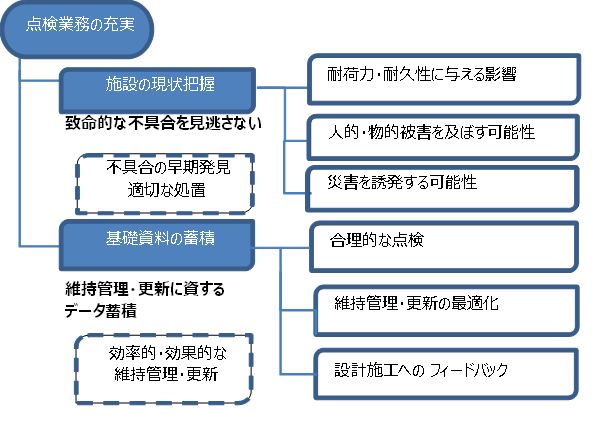 点検業務の充実
施設の現状把握
致命的な不具合を見逃さない
不具合の早期発見
適切な処置
耐荷力・耐久性に与える影響
人的・物的被害を及ぼす可能性
災害を誘発する可能性
基礎資料の蓄積
維持管理・更新に資する
データ蓄積
効率的・効果的な
維持管理・更新
合理的な点検
維持管理・更新の最適化
設計施工への フィードバック